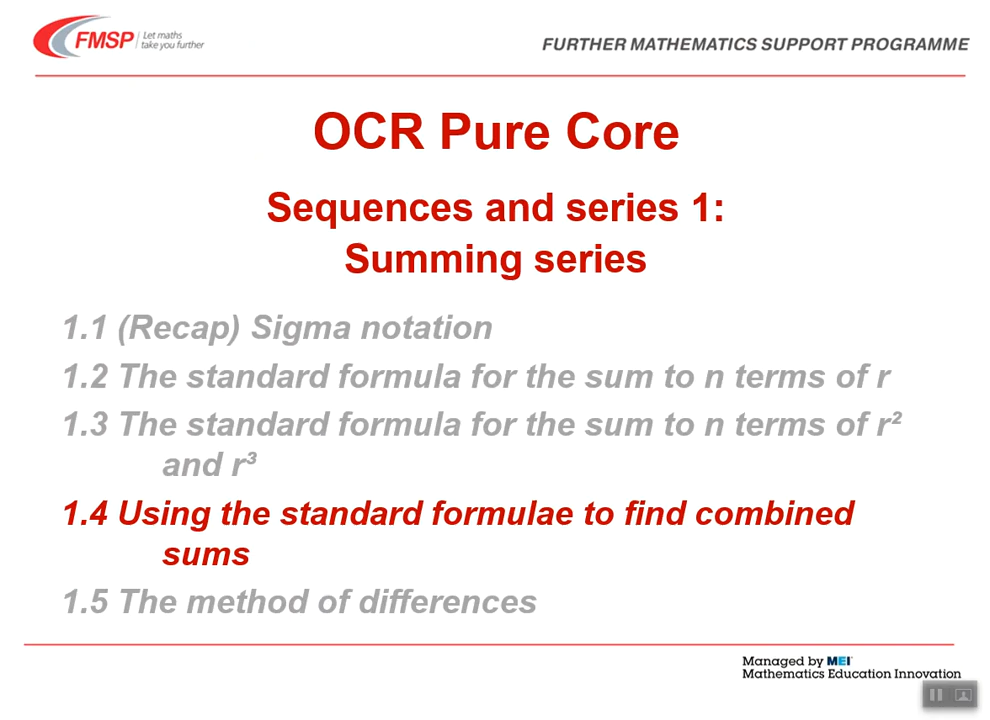 FMSP
Let maths
take you further
FURTHER MATHEMATICS SUPPORT PROGRAMME
OCR Pure Core
Sequences and series 1:
Summing series
1.1 (Recap) Sigma notation
1.2 The standard formula for the sum to n terms of r
1.3 The standard formula for the sum to n terms of r²
and r³
1.4 Using the standard formulae to find combined
sums
1.5 The method of differences
Managed by MEI
Mathematics Education Innovation